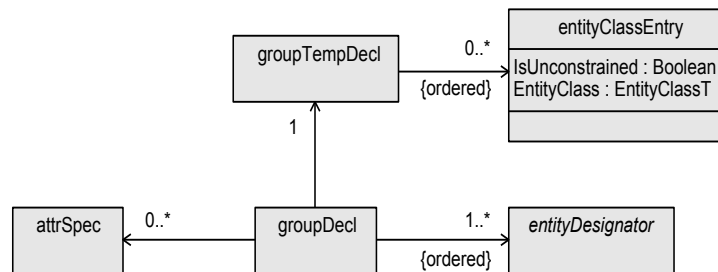 entityClassEntry
groupTempDecl
0..*
{ordered}
IsUnconstrained : Boolean
EntityClass : EntityClassT
1
attrSpec
0..*
groupDecl
1..*
{ordered}
entityDesignator